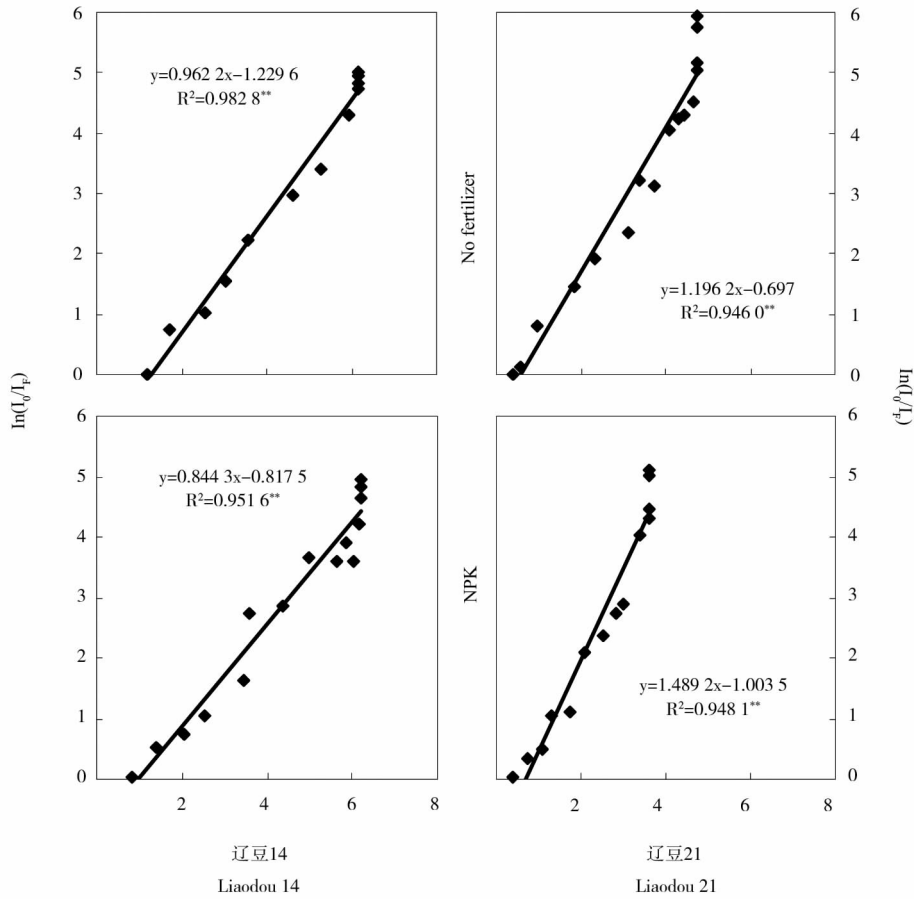 6
5
4
3
2
1
0
y=0.962 2x−1.229 6
R²=0.982 8**
No fertilizer
y=1.196 2x−0.697
R²=0.946 0**
6
5
4
3
2
1
0
ln(I₀/I_F)
ln(I₀/I_F)
6
5
4
3
2
1
0
y=0.844 3x−0.817 5
R²=0.951 6**
NPK
y=1.489 2x−1.003 5
R²=0.948 1**
6
5
4
3
2
1
0
2 4 6 8
2 4 6 8
辽豆14
Liaodou 14
辽豆21
Liaodou 21